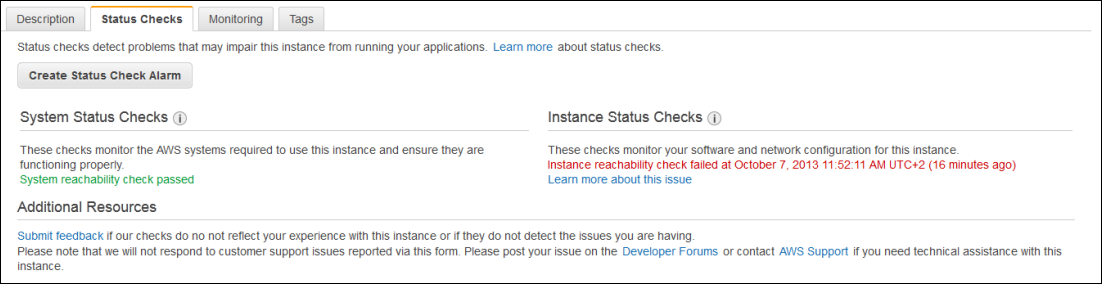 Description
Status Checks
Monitoring
Tags
Status checks detect problems that may impair this instance from running your applications. Learn more about status checks.
Create Status Check Alarm
System Status Checks i
These checks monitor the AWS systems required to use this instance and ensure they are
functioning properly.
System reachability check passed
Instance Status Checks i
These checks monitor your software and network configuration for this instance.
Instance reachability check failed at October 7, 2013 11:52:11 AM UTC+2 (16 minutes ago)
Learn more about this issue
Additional Resources
Submit feedback if our checks do no not reflect your experience with this instance or if they do not detect the issues you are having.
Please note that we will not respond to customer support issues reported via this form. Please post your issue on the Developer Forums or contact AWS Support if you need technical assistance with this
instance.